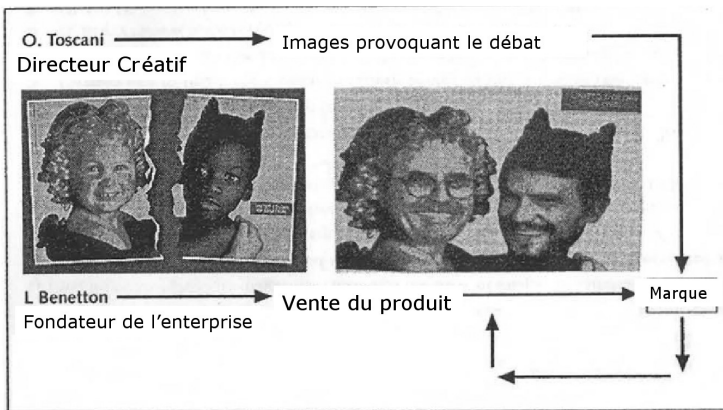 O. Toscani
Images provoquant le débat
Directeur Créatif
L Benetton
Vente du produit
Marque
Fondateur de l'enterprise